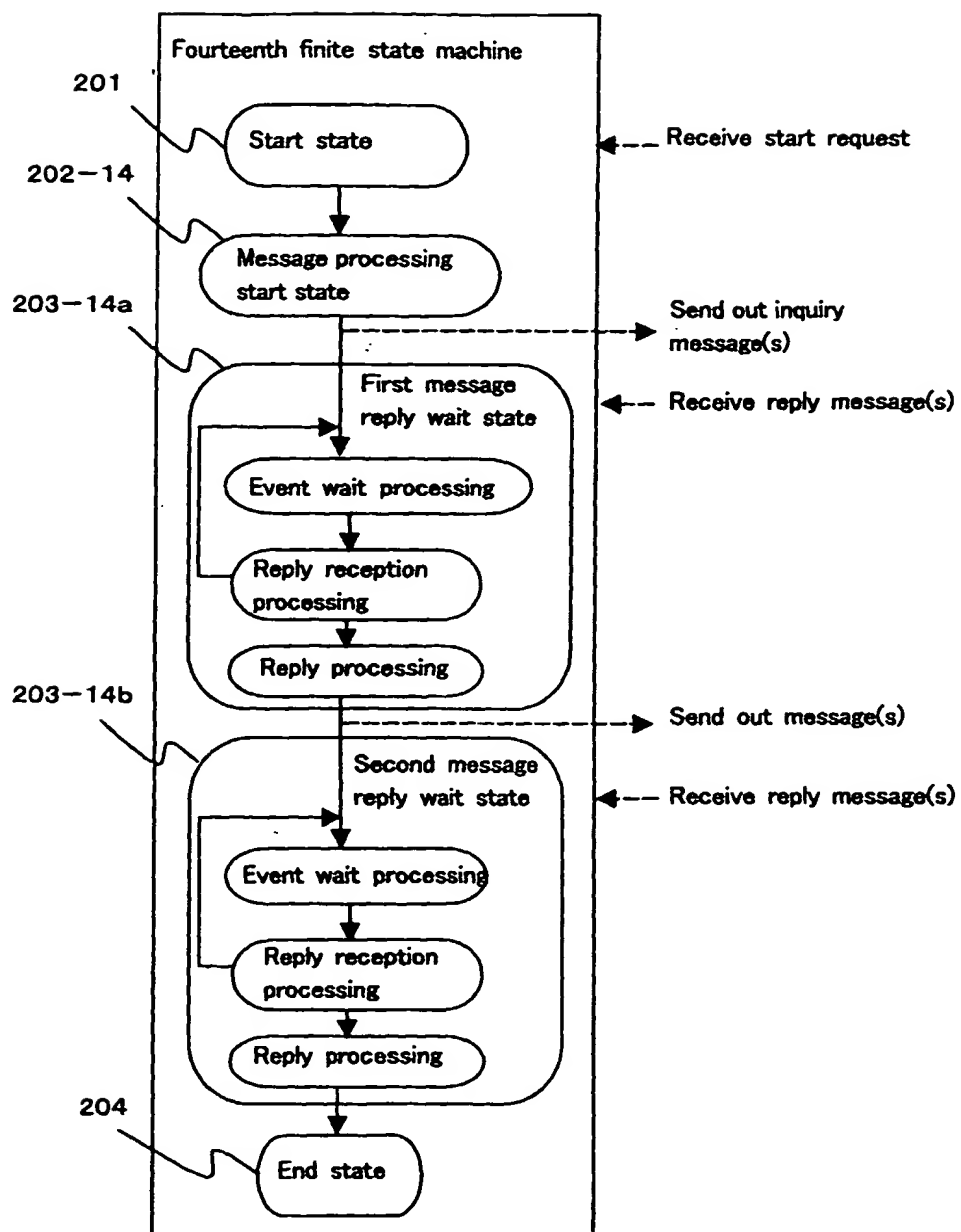 Fourteenth finite state machine
201
Start state
Receive start request
202-14
Message processing
start state
203-14a
Send out inquiry
message(s)
First message
reply wait state
Receive reply message(s)
Event wait processing
Reply reception
processing
Reply processing
203-14b
Send out message(s)
Second message
reply wait state
Receive reply message(s)
Event wait processing
Reply reception
processing
Reply processing
204
End state